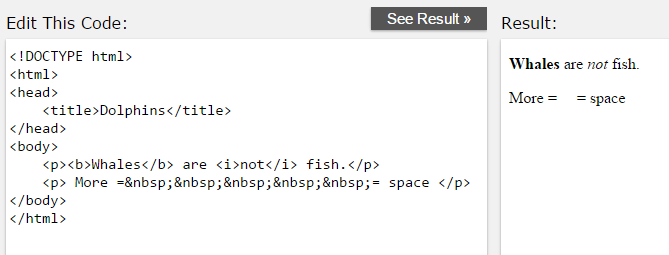 Edit This Code:
See Result »
<!DOCTYPE html>
<html>
<head>
    <title>Dolphins</title>
</head>
<body>
    <p><b>Whales</b> are <i>not</i> fish.</p>
    <p> More =&nbsp;&nbsp;&nbsp;&nbsp;&nbsp;= space </p>
</body>
</html>
Result:
Whales are not fish.
More =     = space